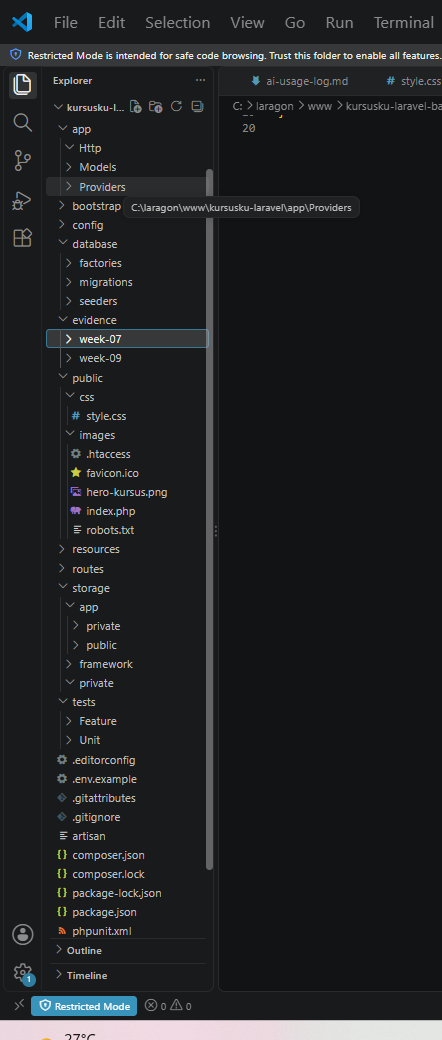 File Edit Selection View Go Run Terminal
Restricted Mode is intended for safe code browsing. Trust this folder to enable all features.
Explorer ...
ai-usage-log.md
# style.css
kursusku-l...
C: > laragon > www > kursusku-laravel-ba
20
app
Http
Models
Providers
C:\laragon\www\kursusku-laravel\app\Providers
bootstrap
config
database
factories
migrations
seeders
evidence
week-07
week-09
public
css
# style.css
images
.htaccess
favicon.ico
hero-kursus.png
index.php
robots.txt
resources
routes
storage
app
private
public
framework
private
tests
Feature
Unit
.editorconfig
.env.example
.gitattributes
.gitignore
artisan
{} composer.json
{} composer.lock
{} package-lock.json
{} package.json
phpunit.xml
Outline
Timeline
1
Restricted Mode 0 0
27°C